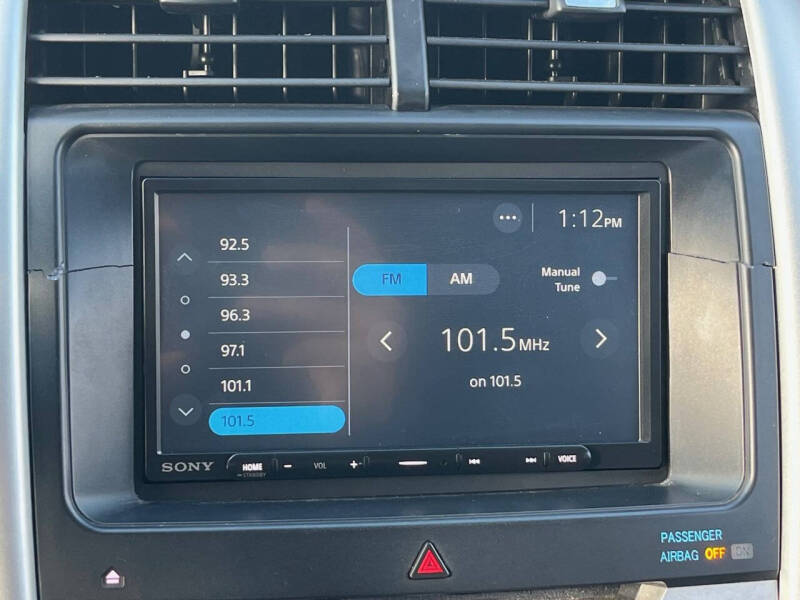 1:12PM
92.5
93.3
96.3
97.1
101.1
101.5
FM
AM
Manual
Tune
101.5MHz
on 101.5
SONY
HOME
STANDBY
VOL
VOICE
PASSENGER
AIRBAG OFF ON